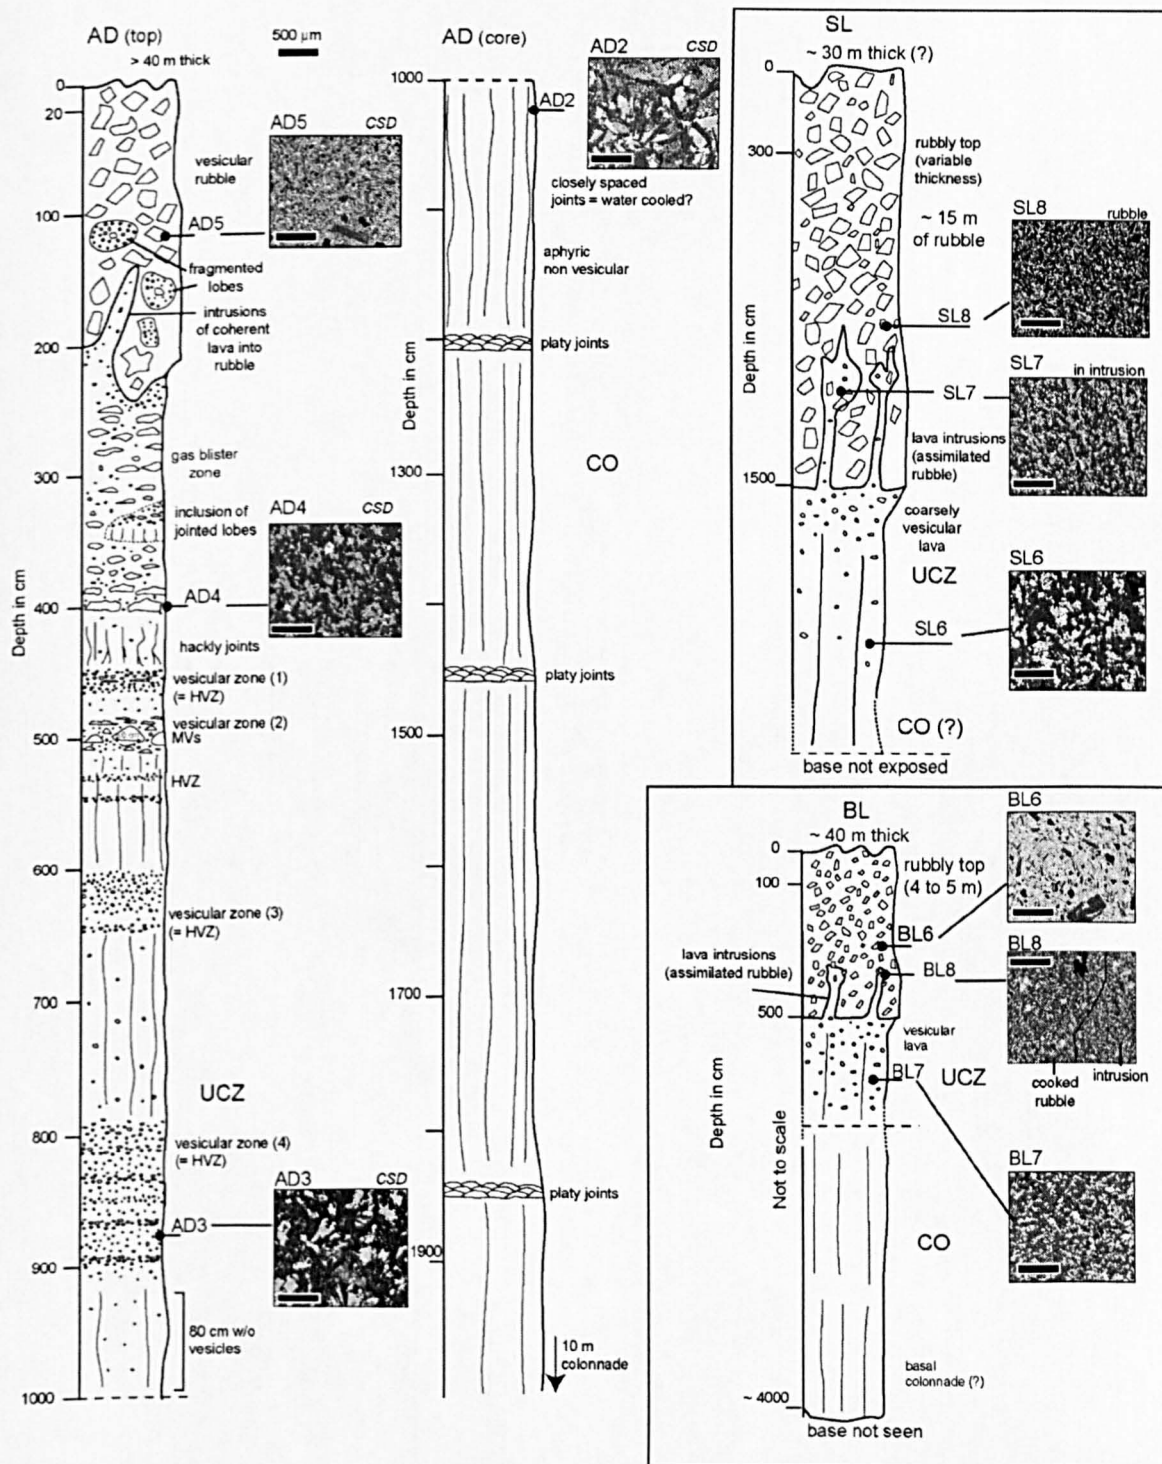 AD (top)
> 40 m thick
500 µm
Depth in cm
0
20
100
200
300
400
500
600
700
800
900
1000
vesicular
rubble
AD5 CSD
AD5
fragmented
lobes
intrusions
of coherent
lava into
rubble
gas blister
zone
inclusion of
jointed lobes
AD4 CSD
AD4
hackly joints
vesicular zone (1)
(= HVZ)
vesicular zone (2)
MVs
HVZ
vesicular zone (3)
(= HVZ)
UCZ
vesicular zone (4)
(= HVZ)
AD3 CSD
AD3
80 cm w/o
vesicles
AD (core)
Depth in cm
1000
1300
1500
1700
1900
AD2 CSD
AD2
closely spaced
joints = water cooled?
aphyric
non vesicular
platy joints
CO
platy joints
platy joints
10 m
colonnade
SL
~ 30 m thick (?)
Depth in cm
0
300
1500
rubbly top
(variable
thickness)
~ 15 m
of rubble
SL8 rubble
SL8
SL7 in intrusion
SL7
lava intrusions
(assimilated
rubble)
coarsely
vesicular
lava
UCZ
SL6
SL6
CO (?)
base not exposed
BL
~ 40 m thick
Depth in cm
Not to scale
0
100
500
~ 4000
rubbly top
(4 to 5 m)
BL6
BL6
BL8
BL8
lava intrusions
(assimilated rubble)
cooked
rubble
intrusion
vesicular
lava
BL7
UCZ
BL7
CO
basal
colonnade (?)
base not seen